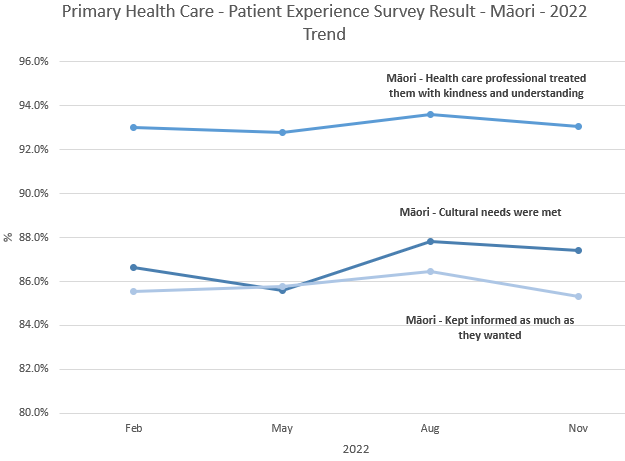 Primary Health Care - Patient Experience Survey Result - Māori - 2022
Trend
96.0%
Māori - Health care professional treated
them with kindness and understanding
94.0%
92.0%
90.0%
Māori - Cultural needs were met
%
88.0%
86.0%
84.0%
Māori - Kept informed as much as
they wanted
82.0%
80.0%
Feb May Aug Nov
2022